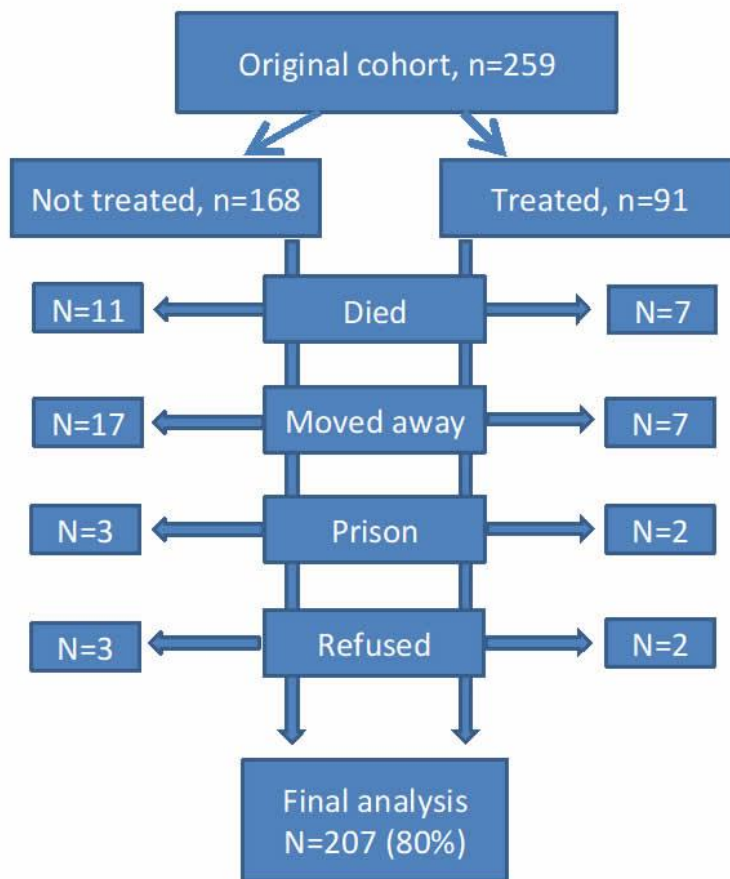 Original cohort, n=259
Not treated, n=168
Treated, n=91
N=11
Died
N=7
N=17
Moved away
N=7
N=3
Prison
N=2
N=3
Refused
N=2
Final analysis
N=207 (80%)